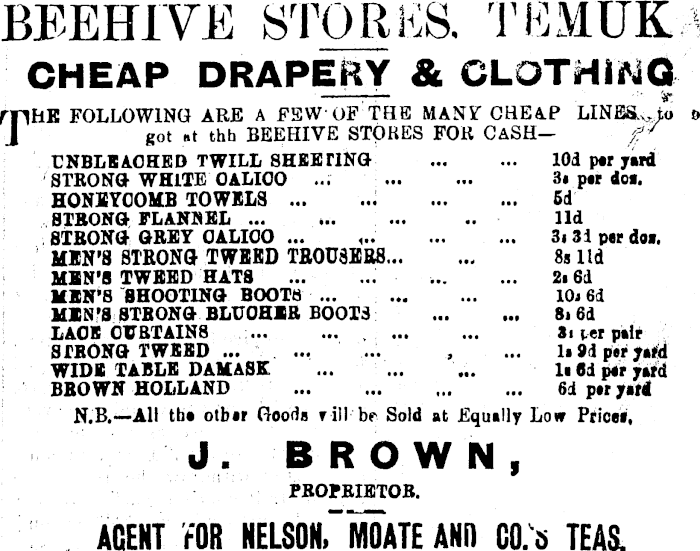 BEEHIVE STORES. TEMUKA
CHEAP DRAPERY & CLOTHING
THE FOLLOWING ARE A FEW OF THE MANY CHEAP LINES to b
got at thh BEEHIVE STORES FOR CASH—
UNBLEACHED TWILL SHEETING ... ... 10d per yard
STRONG WHITE CALICO ... ... ... 3s per doz.
HONEYCOMB TOWELS ... ... ... ... 5d
STRONG FLANNEL ... ... ... .. ... 11d
STRONG GREY CALICO ... ... ... ... 3s 3d per doz.
MEN'S STRONG TWEED TROUSERS... ... ... 8s 11d
MEN'S TWEED HATS ... ... ... ... 2s 6d
MEN'S SHOOTING BOOTS ... ... ... ... 10s 6d
MEN'S STRONG BLUCHER BOOTS ... ... 8s 6d
LACE CURTAINS ... ... ... ... ... 3s per pair
STRONG TWEED ... ... ... , ... 1s 9d per yard
WIDE TABLE DAMASK ... ... ... ... 1s 6d per yard
BROWN HOLLAND ... ... ... ... 6d per yard
N.B.—All the other Goods will be Sold at Equally Low Prices.
J. BROWN,
PROPRIETOR.
AGENT FOR NELSON, MOATE AND CO.'S TEAS.